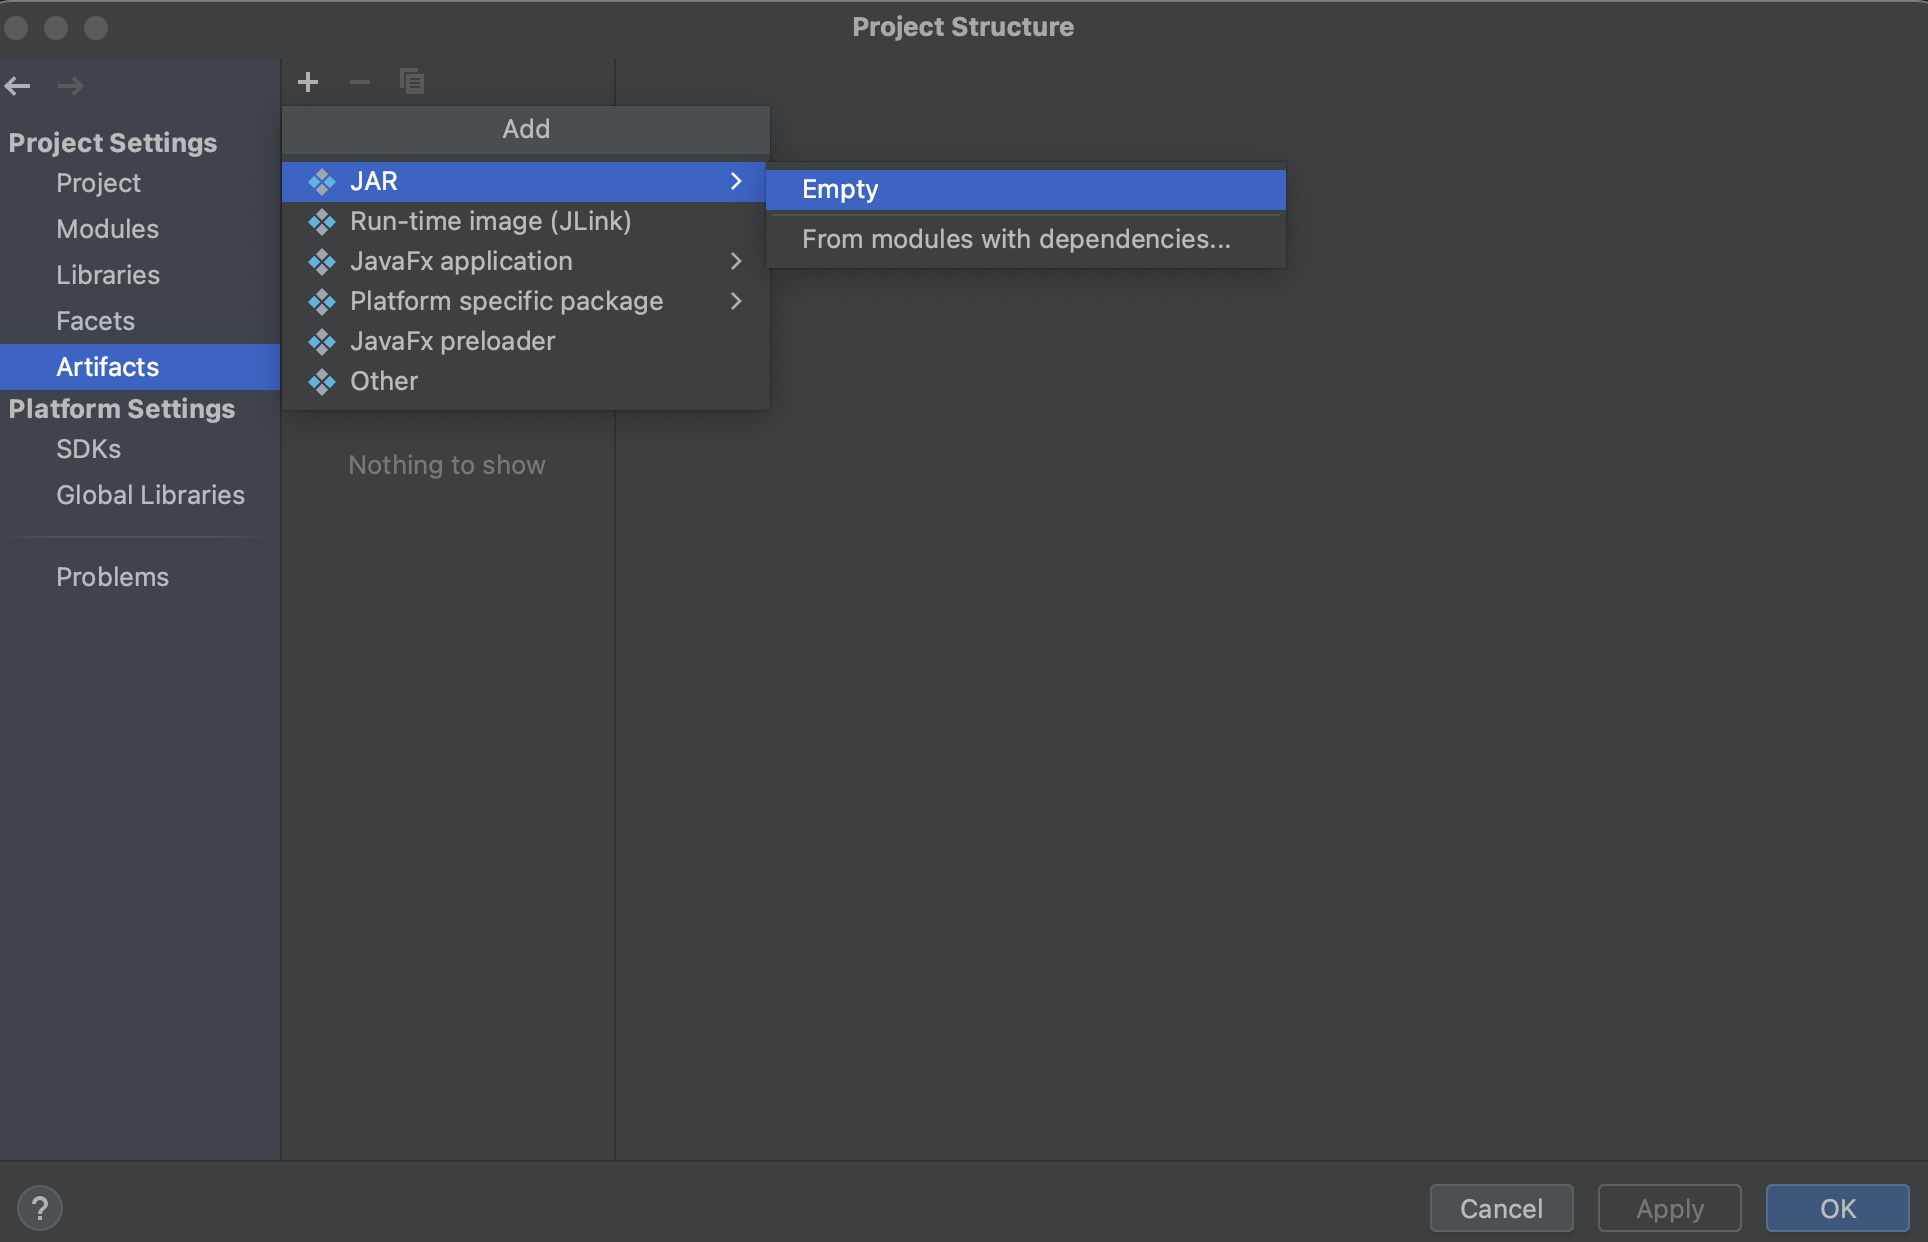 Project Structure
Project Settings
Project
Modules
Libraries
Facets
Artifacts
Platform Settings
SDKs
Global Libraries
Problems
Add
JAR
Run-time image (JLink)
JavaFx application
Platform specific package
JavaFx preloader
Other
Empty
From modules with dependencies...
Nothing to show
?
Cancel
Apply
OK